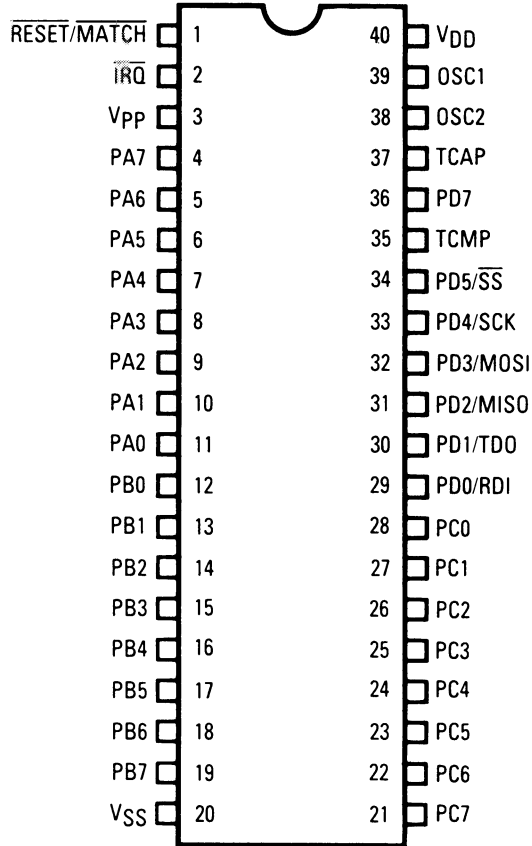 RESET/MATCH 1 40 VDD
IRQ 2 39 OSC1
VPP 3 38 OSC2
PA7 4 37 TCAP
PA6 5 36 PD7
PA5 6 35 TCMP
PA4 7 34 PD5/SS
PA3 8 33 PD4/SCK
PA2 9 32 PD3/MOSI
PA1 10 31 PD2/MISO
PA0 11 30 PD1/TDO
PB0 12 29 PD0/RDI
PB1 13 28 PC0
PB2 14 27 PC1
PB3 15 26 PC2
PB4 16 25 PC3
PB5 17 24 PC4
PB6 18 23 PC5
PB7 19 22 PC6
VSS 20 21 PC7